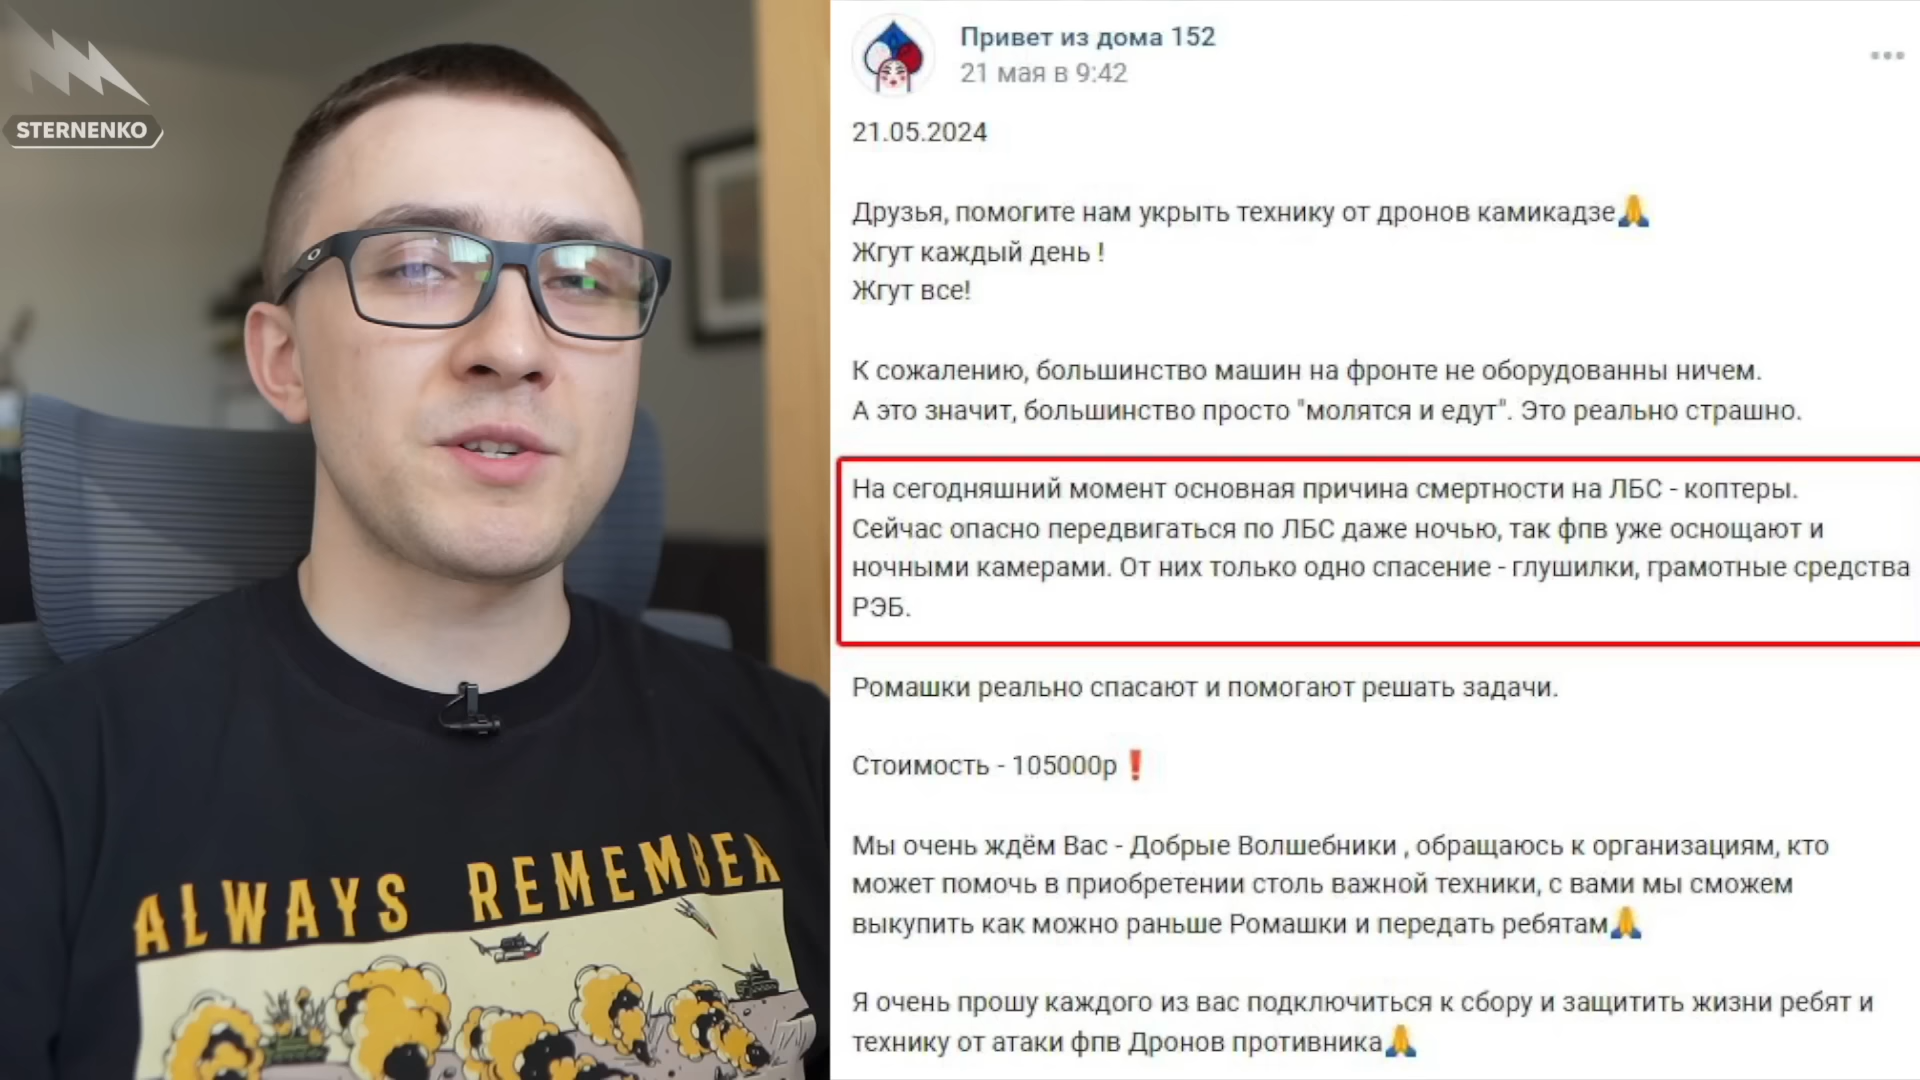 STERNENKO
ALWAYS REMEMBER
Привет из дома 152
21 мая в 9:42
21.05.2024
Друзья, помогите нам укрыть технику от дронов камикадзе🙏
Жгут каждый день !
Жгут все!
К сожалению, большинство машин на фронте не оборудованны ничем.
А это значит, большинство просто "молятся и едут". Это реально страшно.
На сегодняшний момент основная причина смертности на ЛБС - коптеры.
Сейчас опасно передвигаться по ЛБС даже ночью, так фпв уже оснощают и
ночными камерами. От них только одно спасение - глушилки, грамотные средства
РЭБ.
Ромашки реально спасают и помогают решать задачи.
Стоимость - 105000р❗
Мы очень ждём Вас - Добрые Волшебники , обращаюсь к организациям, кто
может помочь в приобретении столь важной техники, с вами мы сможем
выкупить как можно раньше Ромашки и передать ребятам🙏
Я очень прошу каждого из вас подключиться к сбору и защитить жизни ребят и
технику от атаки фпв Дронов противника🙏